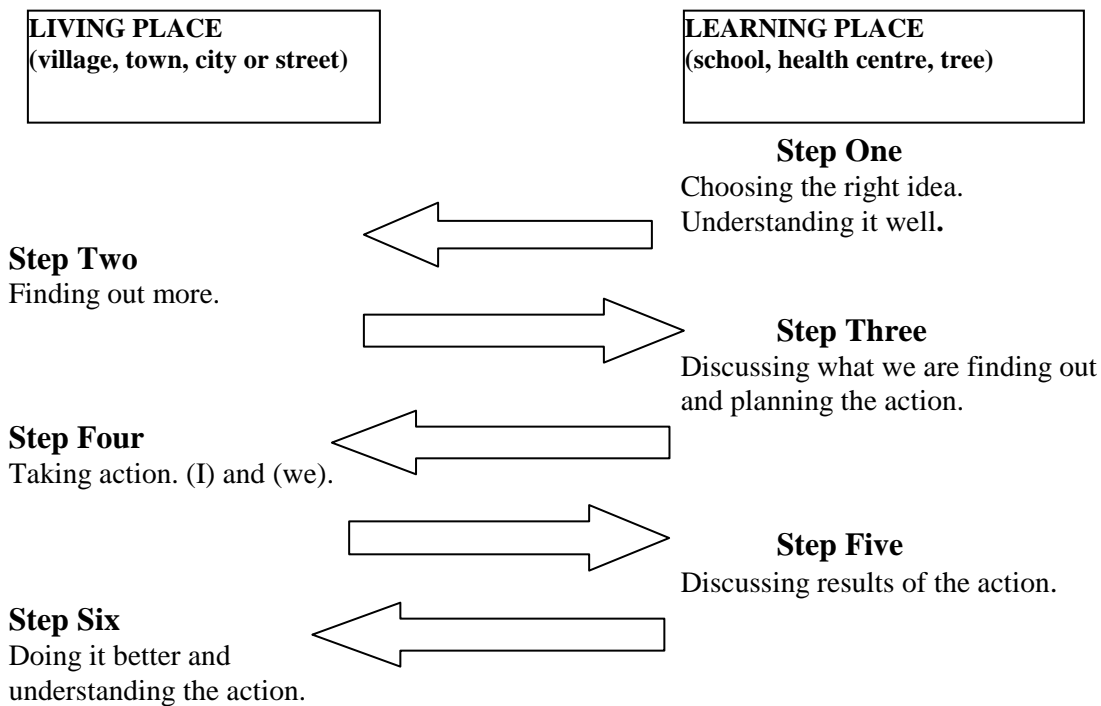 LIVING PLACE
(village, town, city or street)
LEARNING PLACE
(school, health centre, tree)
Step One
Choosing the right idea.
Understanding it well.
Step Two
Finding out more.
Step Three
Discussing what we are finding out
and planning the action.
Step Four
Taking action. (I) and (we).
Step Five
Discussing results of the action.
Step Six
Doing it better and
understanding the action.